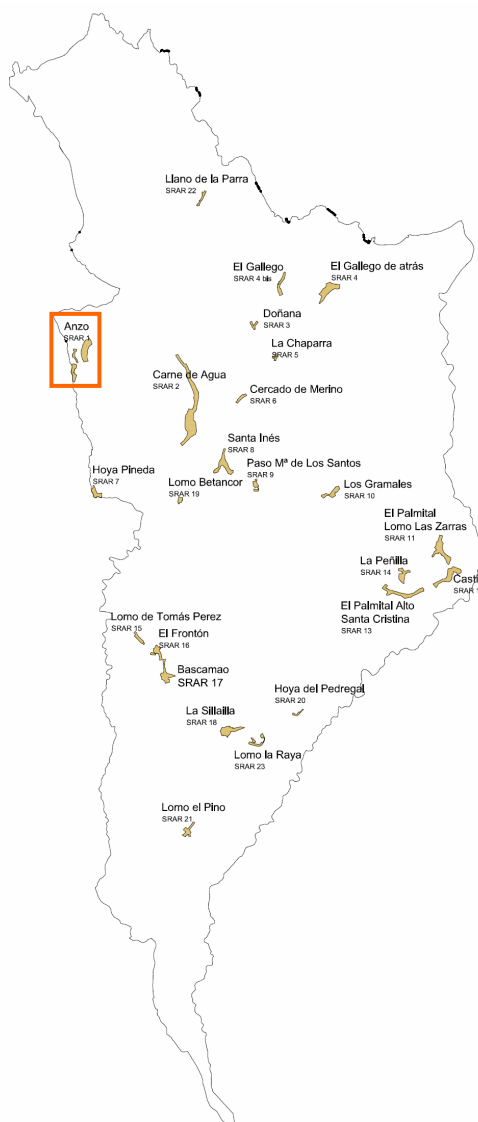 Llano de la Parra
SRAR 22
El Gallego
SRAR 4 bis
El Gallego de atrás
SRAR 4
Doñana
SRAR 3
Anzo
SRAR 1
La Chaparra
SRAR 5
Carne de Agua
SRAR 2
Cercado de Merino
SRAR 6
Santa Inés
SRAR 8
Paso Mª de Los Santos
SRAR 9
Hoya Pineda
SRAR 7
Lomo Betancor
SRAR 19
Los Gramales
SRAR 10
El Palmital
Lomo Las Zarras
SRAR 11
La Peñilla
SRAR 14
El Palmital Alto
Santa Cristina
SRAR 13
Lomo de Tomás Perez
SRAR 15
El Frontón
SRAR 16
Bascamao
SRAR 17
Hoya del Pedregal
SRAR 20
La Sillailla
SRAR 18
Lomo la Raya
SRAR 23
Lomo el Pino
SRAR 21